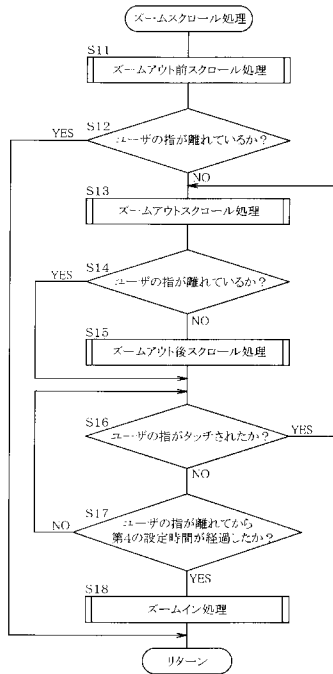 ズームスクロール処理
S11
ズームアウト前スクロール処理
S12
YES
ユーザの指が離れているか？
NO
S13
ズームアウトスクロール処理
S14
YES
ユーザの指が離れているか？
NO
S15
ズームアウト後スクロール処理
S16
ユーザの指がタッチされたか？
YES
NO
S17
NO
ユーザの指が離れてから
第4の設定時間が経過したか？
YES
S18
ズームイン処理
リターン